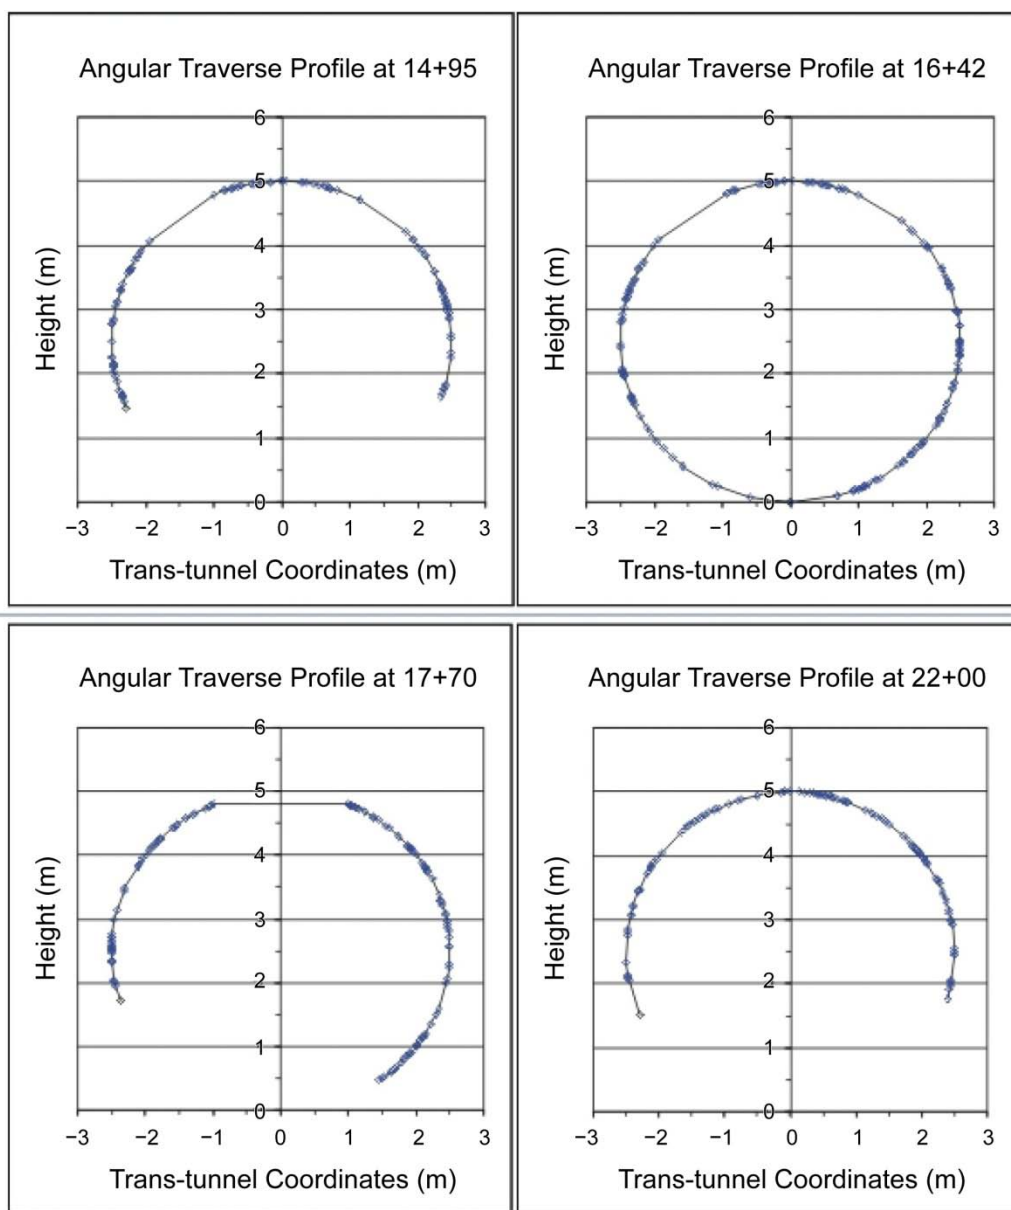 Angular Traverse Profile at 14+95
6
5
4
3
2
1
0
−3 −2 −1 0 1 2 3
Height (m)
Trans-tunnel Coordinates (m)
Angular Traverse Profile at 16+42
6
5
4
3
2
1
0
−3 −2 −1 0 1 2 3
Height (m)
Trans-tunnel Coordinates (m)
Angular Traverse Profile at 17+70
6
5
4
3
2
1
0
−3 −2 −1 0 1 2 3
Height (m)
Trans-tunnel Coordinates (m)
Angular Traverse Profile at 22+00
6
5
4
3
2
1
0
−3 −2 −1 0 1 2 3
Height (m)
Trans-tunnel Coordinates (m)